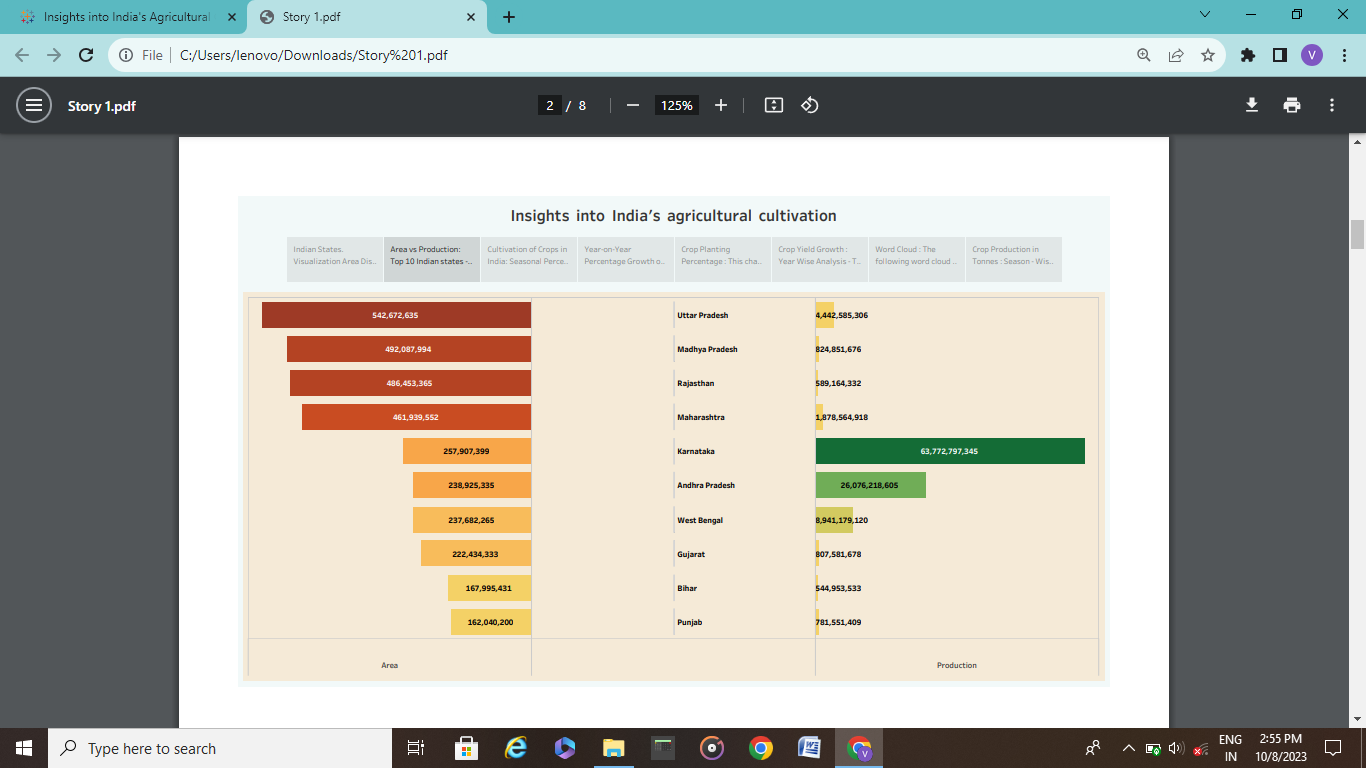 Insights into India's Agricultural
Story 1.pdf
File
C:/Users/lenovo/Downloads/Story%201.pdf
V
Story 1.pdf
2 / 8
125%
Insights into India's agricultural cultivation
Indian States.
Visualization Area Dis..
Area vs Production:
Top 10 Indian states -..
Cultivation of Crops in
India: Seasonal Perce..
Year-on-Year
Percentage Growth o..
Crop Planting
Percentage : This cha..
Crop Yield Growth :
Year Wise Analysis - T..
Word Cloud : The
following word cloud ..
Crop Production in
Tonnes : Season - Wis..
542,672,635 Uttar Pradesh 4,442,585,306
492,087,994 Madhya Pradesh 824,851,676
486,453,365 Rajasthan 589,164,332
461,939,552 Maharashtra 1,878,564,918
257,907,399 Karnataka 63,772,797,345
238,925,335 Andhra Pradesh 26,076,218,605
237,682,265 West Bengal 8,941,179,120
222,434,333 Gujarat 807,581,678
167,995,431 Bihar 544,953,533
162,040,200 Punjab 781,551,409
Area Production
Type here to search
W
V
ENG
IN
2:55 PM
10/8/2023